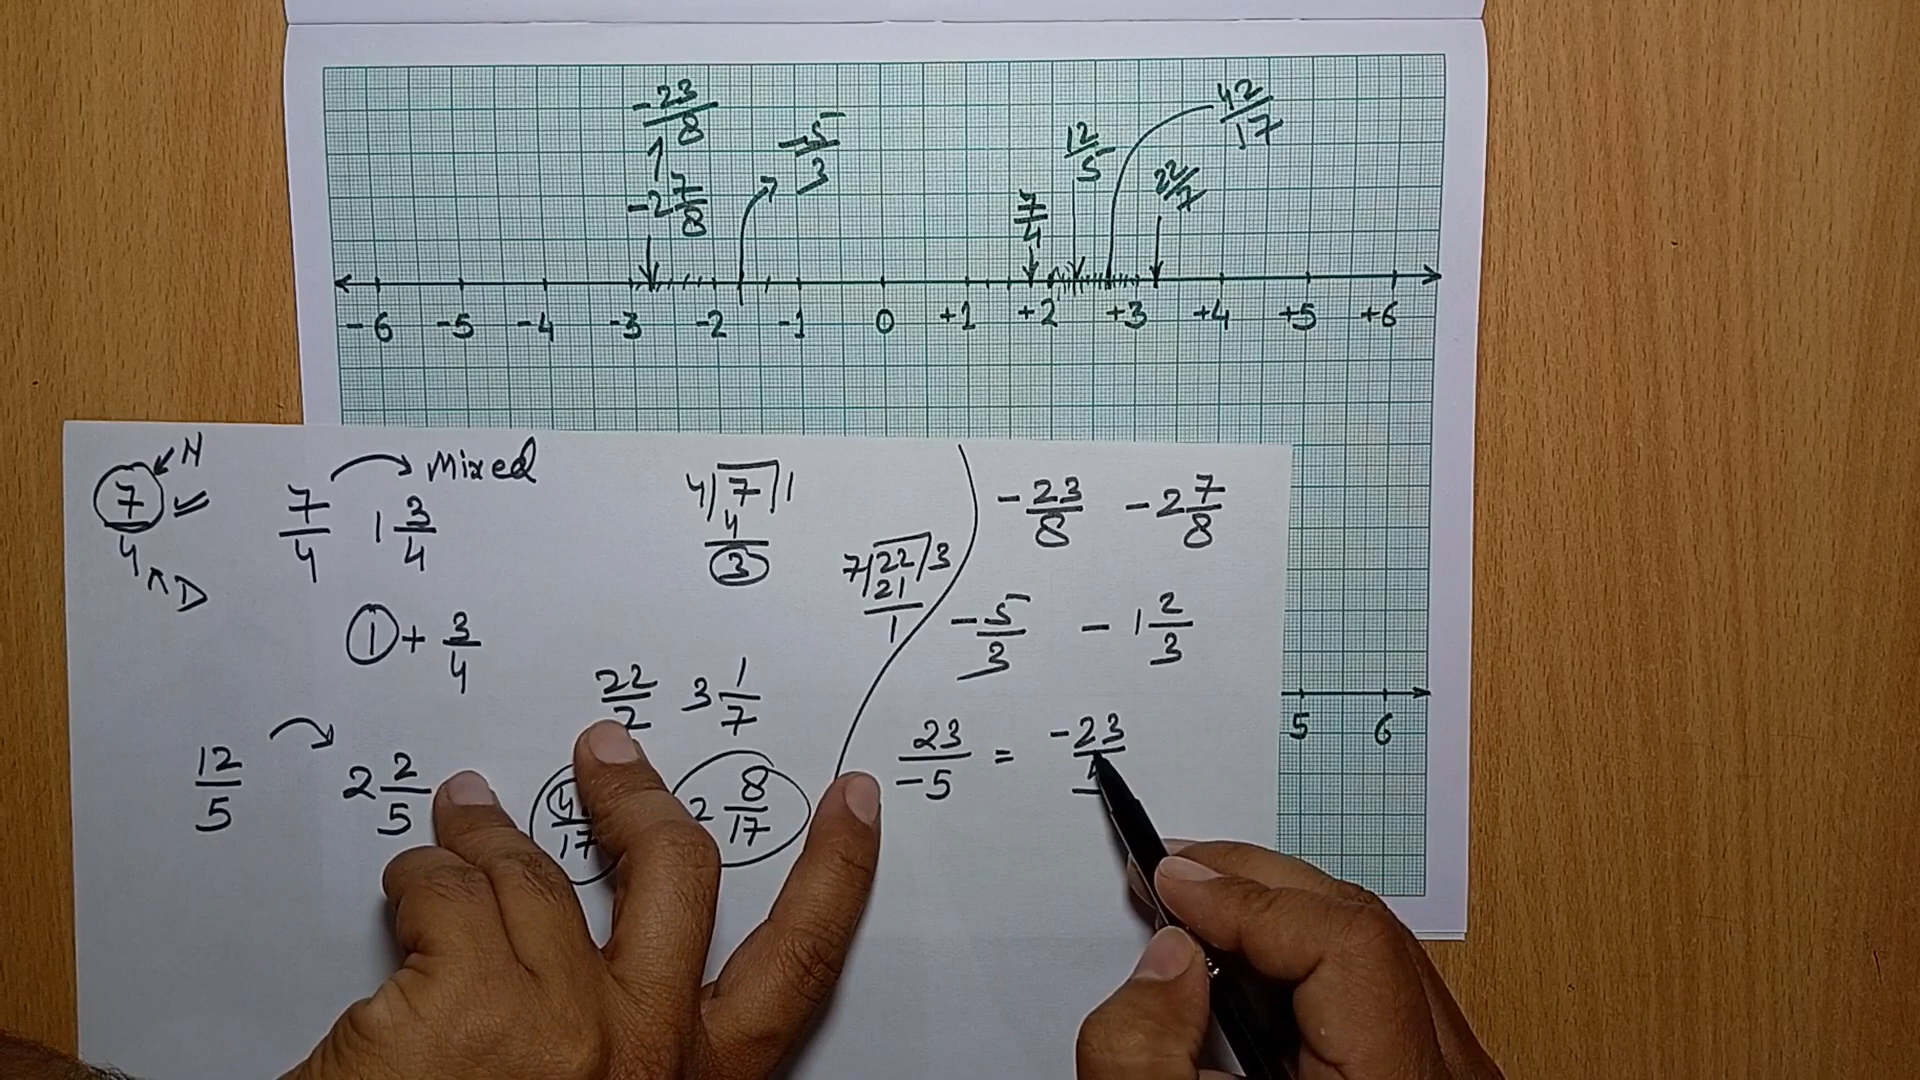 -23/8
-5/3
-2 7/8
7/4
12/5
42/17
22/7
-6 -5 -4 -3 -2 -1 0 +1 +2 +3 +4 +5 +6
7/4 N D
7/4 1 3/4 Mixed
4)7(1
4
3
1 + 3/4
7)22(3
21
1
22/7 3 1/7
12/5 2 2/5
2 8/17
-23/8 -2 7/8
-5/3 -1 2/3
23/-5 = -23/5
5 6